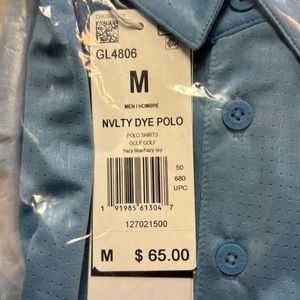 GL4806
M
MEN / HOMBRE
NVLTY DYE POLO
POLO SHIRTS
GOLF GOLF
hazy blue/hazy sky
50
680
UPC
1 91985 61304 7
127021500
M $ 65.00